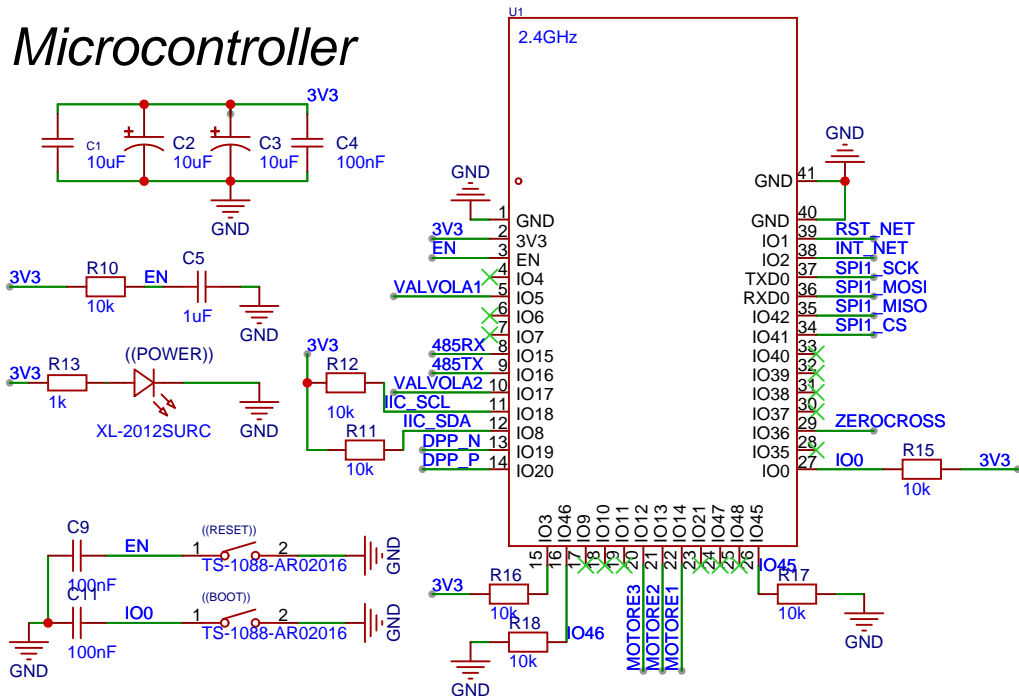 Microcontroller
U1
2.4GHz
3V3
C1
10uF
C2
10uF
C3
10uF
C4
100nF
GND
3V3
R10
10k
EN
C5
1uF
GND
3V3
R13
1k
((POWER))
XL-2012SURC
GND
C9
100nF
EN
((RESET))
1
2
TS-1088-AR02016
GND
C11
100nF
IO0
((BOOT))
1
2
TS-1088-AR02016
GND
GND
GND
1 GND
3V3 2 3V3
EN 3 EN
4 IO4
VALVOLA1 5 IO5
6 IO6
7 IO7
485RX 8 IO15
485TX 9 IO16
VALVOLA2 10 IO17
IIC_SCL 11 IO18
IIC_SDA 12 IO8
DPP_N 13 IO19
DPP_P 14 IO20
3V3
R12
10k
R11
10k
GND
GND 41
GND 40
IO1 39 RST_NET
IO2 38 INT_NET
TXD0 37 SPI1_SCK
RXD0 36 SPI1_MOSI
IO42 35 SPI1_MISO
IO41 34 SPI1_CS
IO40 33
IO39 32
IO38 31
IO37 30
IO36 29 ZEROCROSS
IO35 28
IO0 27 IO0
R15
10k
3V3
IO3 15
IO46 16
IO9 17
IO10 18
IO11 19
IO12 20 MOTORE3
IO13 21 MOTORE2
IO14 22 MOTORE1
IO21 23
IO47 24
IO48 25
IO45 26
IO45
3V3
R16
10k
R18
10k
IO46
GND
R17
10k
GND